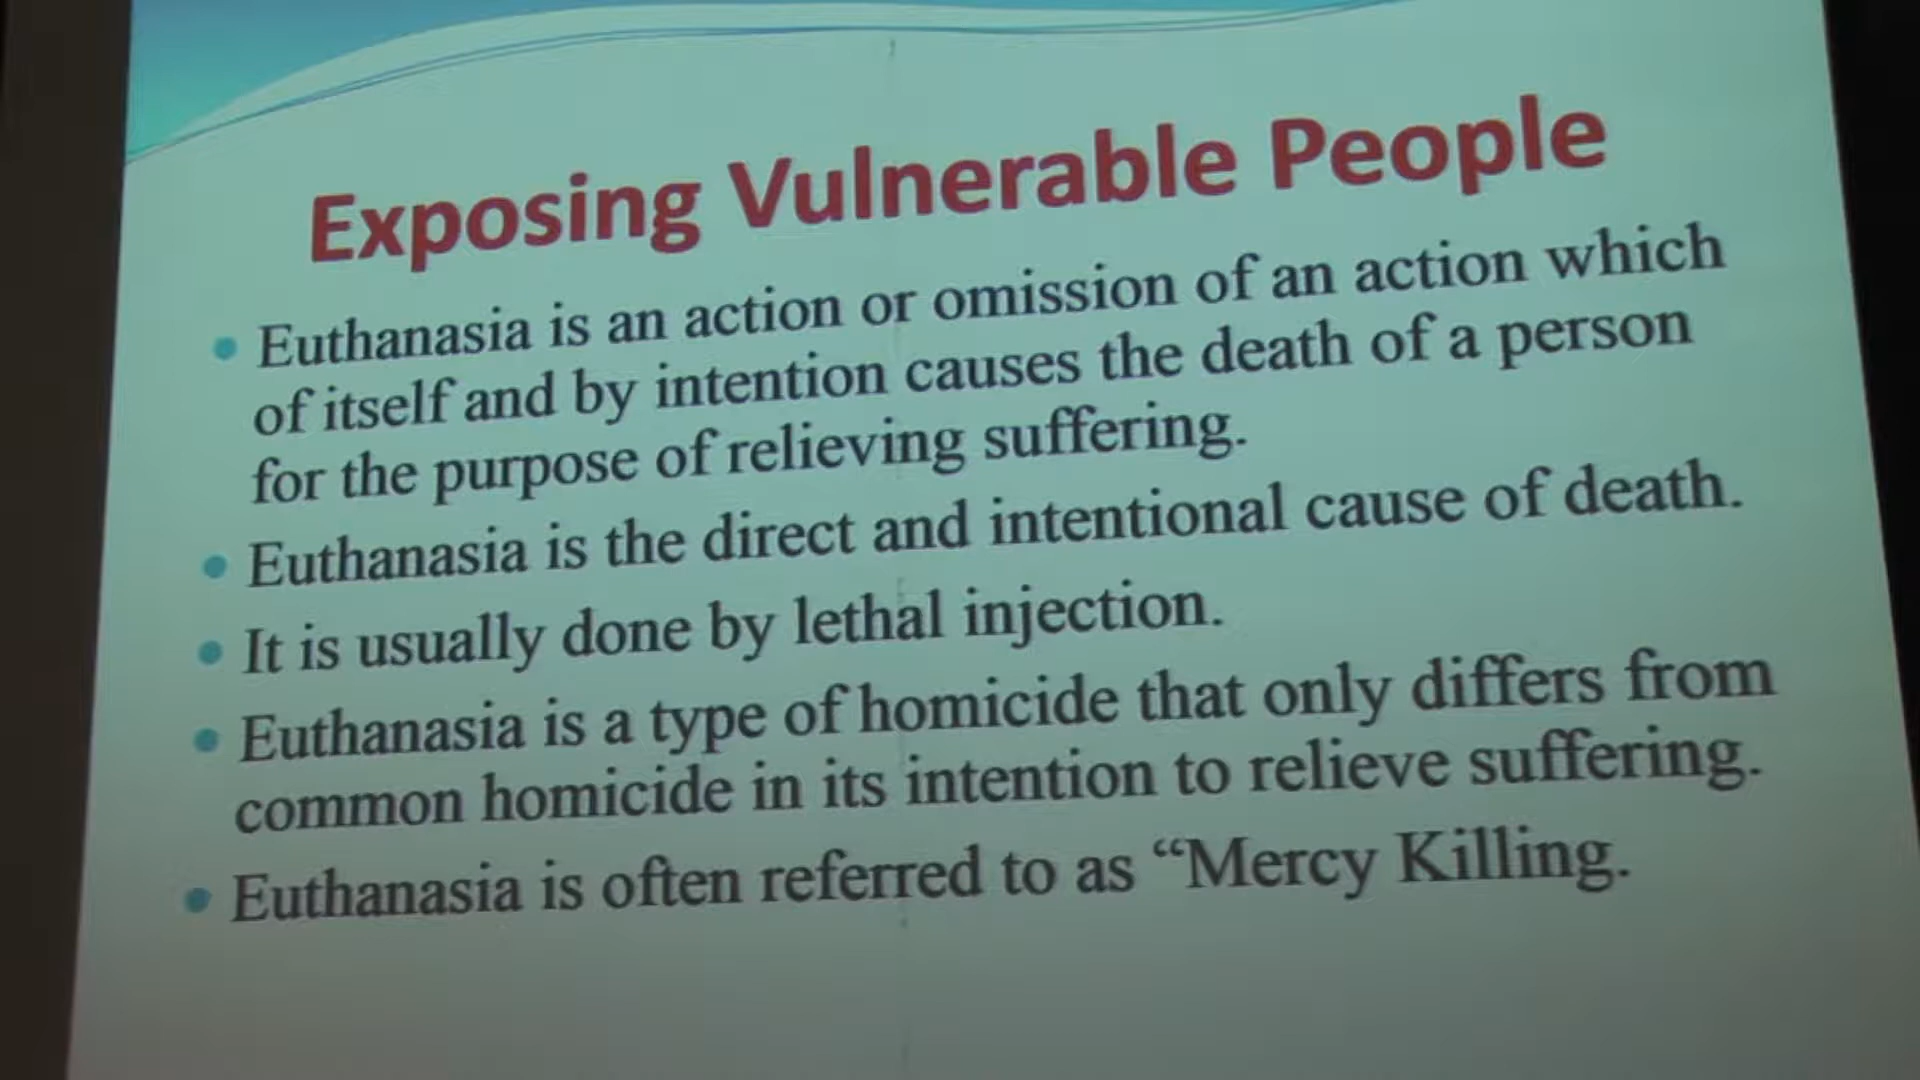 Exposing Vulnerable People
• Euthanasia is an action or omission of an action which
of itself and by intention causes the death of a person
for the purpose of relieving suffering.
• Euthanasia is the direct and intentional cause of death.
• It is usually done by lethal injection.
• Euthanasia is a type of homicide that only differs from
common homicide in its intention to relieve suffering.
• Euthanasia is often referred to as “Mercy Killing.